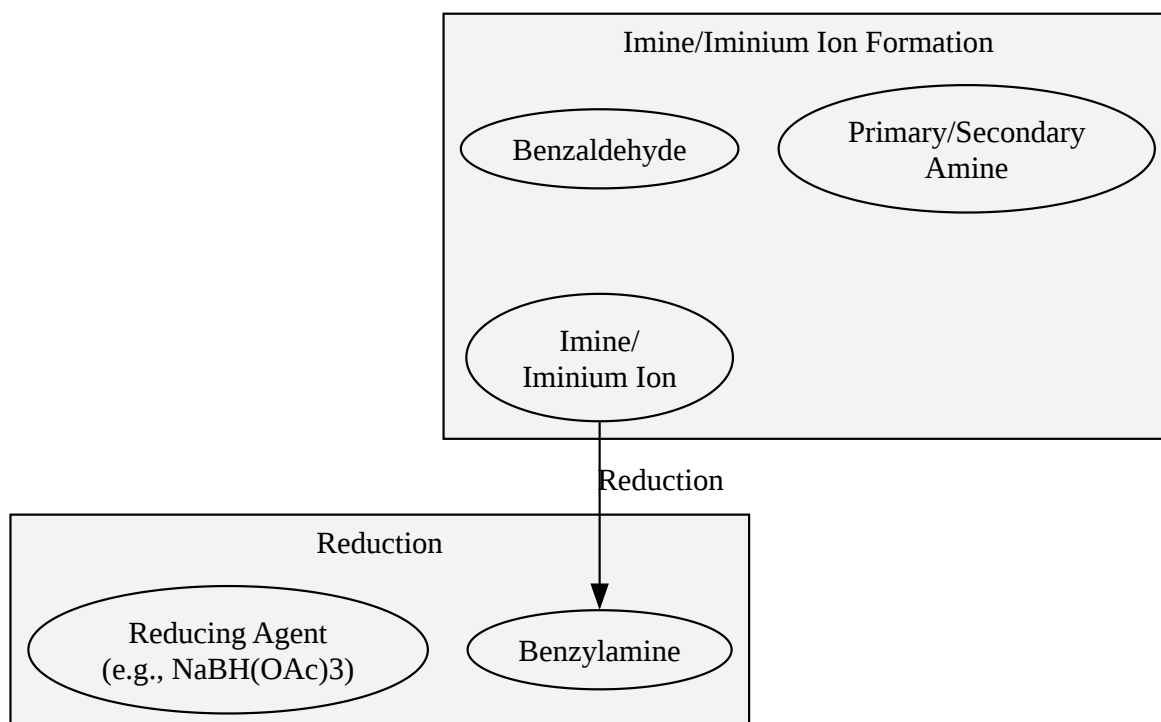 Imine/Iminium Ion Formation
Benzaldehyde
Primary/Secondary
Amine
Imine/
Iminium Ion
Reduction
Reduction
Reducing Agent
(e.g., NaBH(OAc)3)
Benzylamine